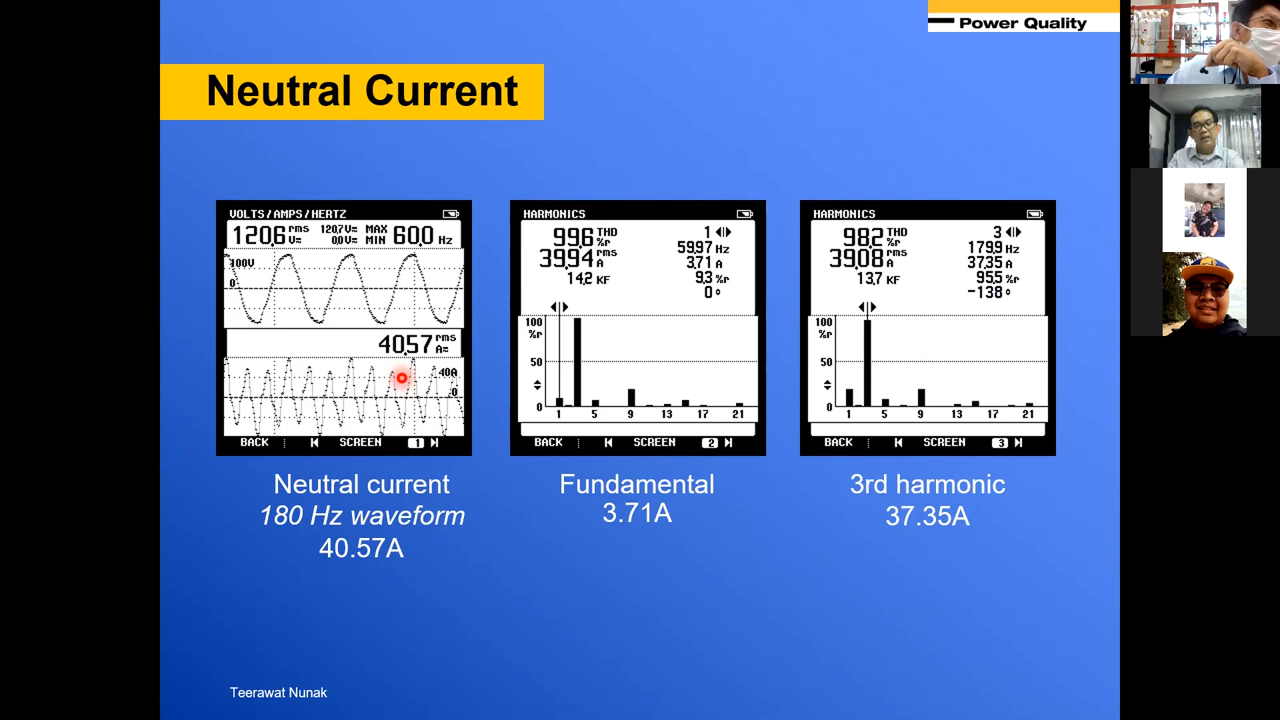 Power Quality
Neutral Current
VOLTS/AMPS/HERTZ
120.6 rms V≂ 120.7 V≂ MAX 60.0 Hz
0.0 V≂ MIN
400V
0
40.57 rms A≂
40A
0
BACK SCREEN 1
HARMONICS
99.6 THD %r 1
39.94 rms A 59.97 Hz
14.2 KF 3.71 A
9.3 %r
0°
100
%r
50
0
1 5 9 13 17 21
BACK SCREEN 2
HARMONICS
98.2 THD %r 3
39.08 rms A 179.9 Hz
13.7 KF 37.35 A
95.5 %r
-138°
100
%r
50
0
1 5 9 13 17 21
BACK SCREEN 3
Neutral current
180 Hz waveform
40.57A
Fundamental
3.71A
3rd harmonic
37.35A
Teerawat Nunak